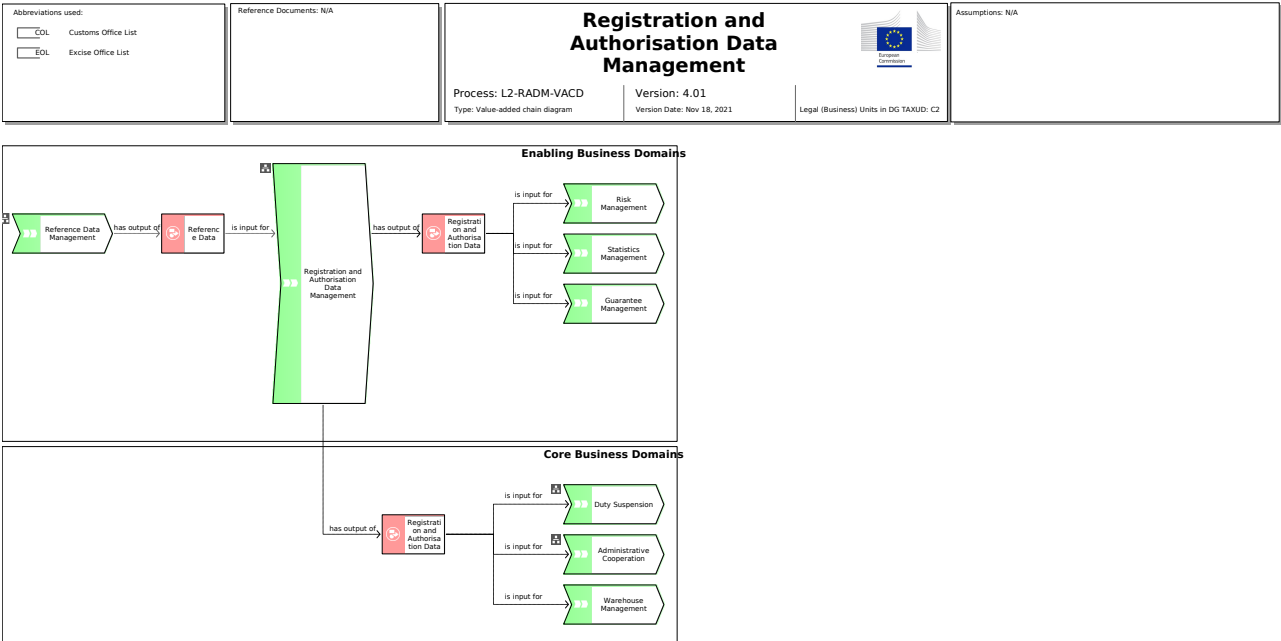 Abbreviations used:
COL Customs Office List
EOL Excise Office List
Reference Documents: N/A
Registration and
Authorisation Data
Management
European
Commission
Process: L2-RADM-VACD
Version: 4.01
Type: Value-added chain diagram
Version Date: Nov 18, 2021
Legal (Business) Units in DG TAXUD: C2
Assumptions: N/A
Enabling Business Domains
Reference Data
Management
has output of
Referenc
e Data
is input for
Registration and
Authorisation
Data
Management
has output of
Registrati
on and
Authorisa
tion Data
is input for
Risk
Management
is input for
Statistics
Management
is input for
Guarantee
Management
Core Business Domains
has output of
Registrati
on and
Authorisa
tion Data
is input for
Duty Suspension
is input for
Administrative
Cooperation
is input for
Warehouse
Management